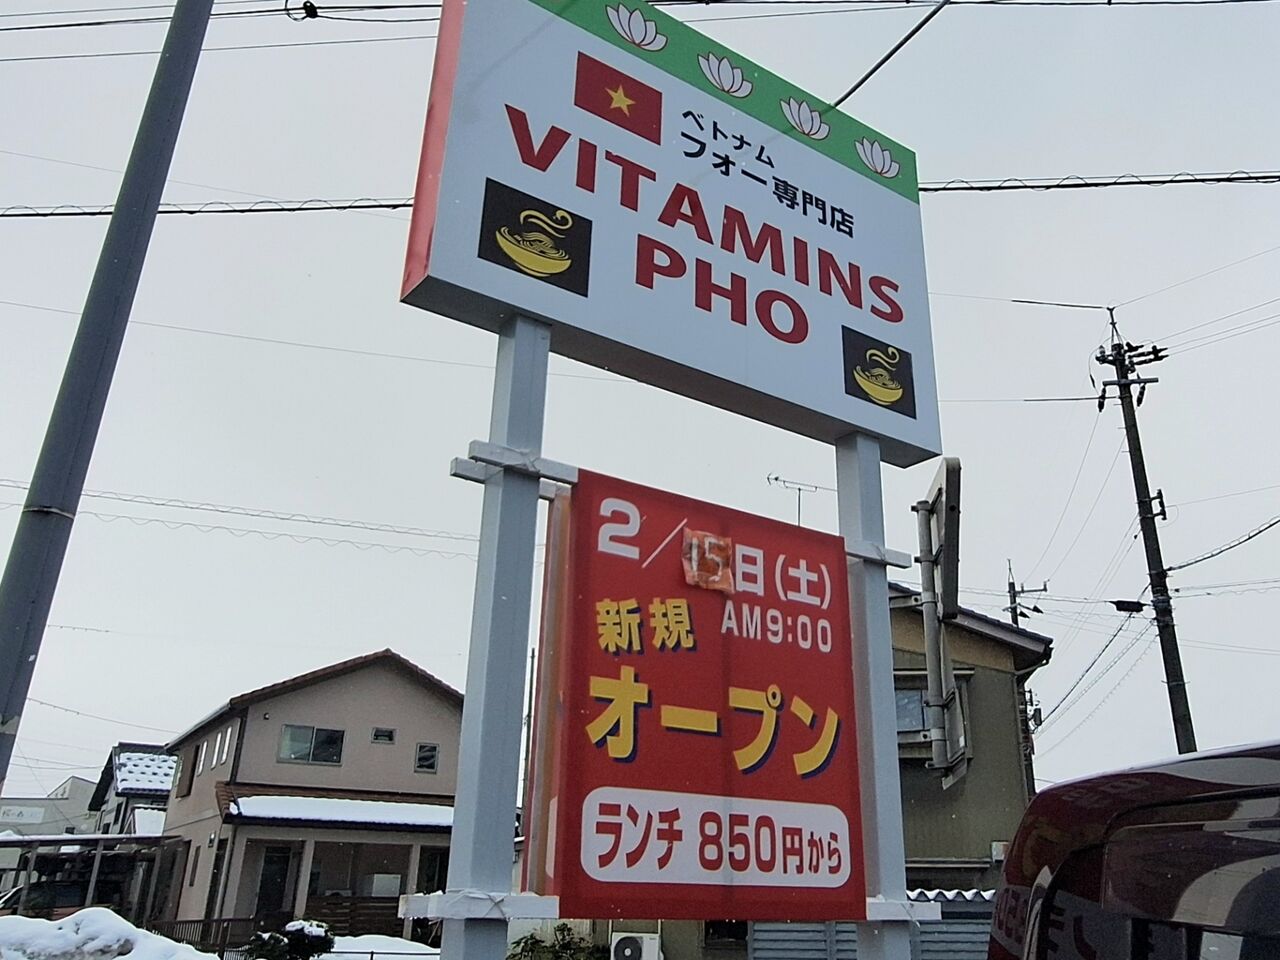 ベトナム
フォー専門店
VITAMINS
PHO
2/15日(土)
AM9:00
新規
オープン
ランチ 850円から